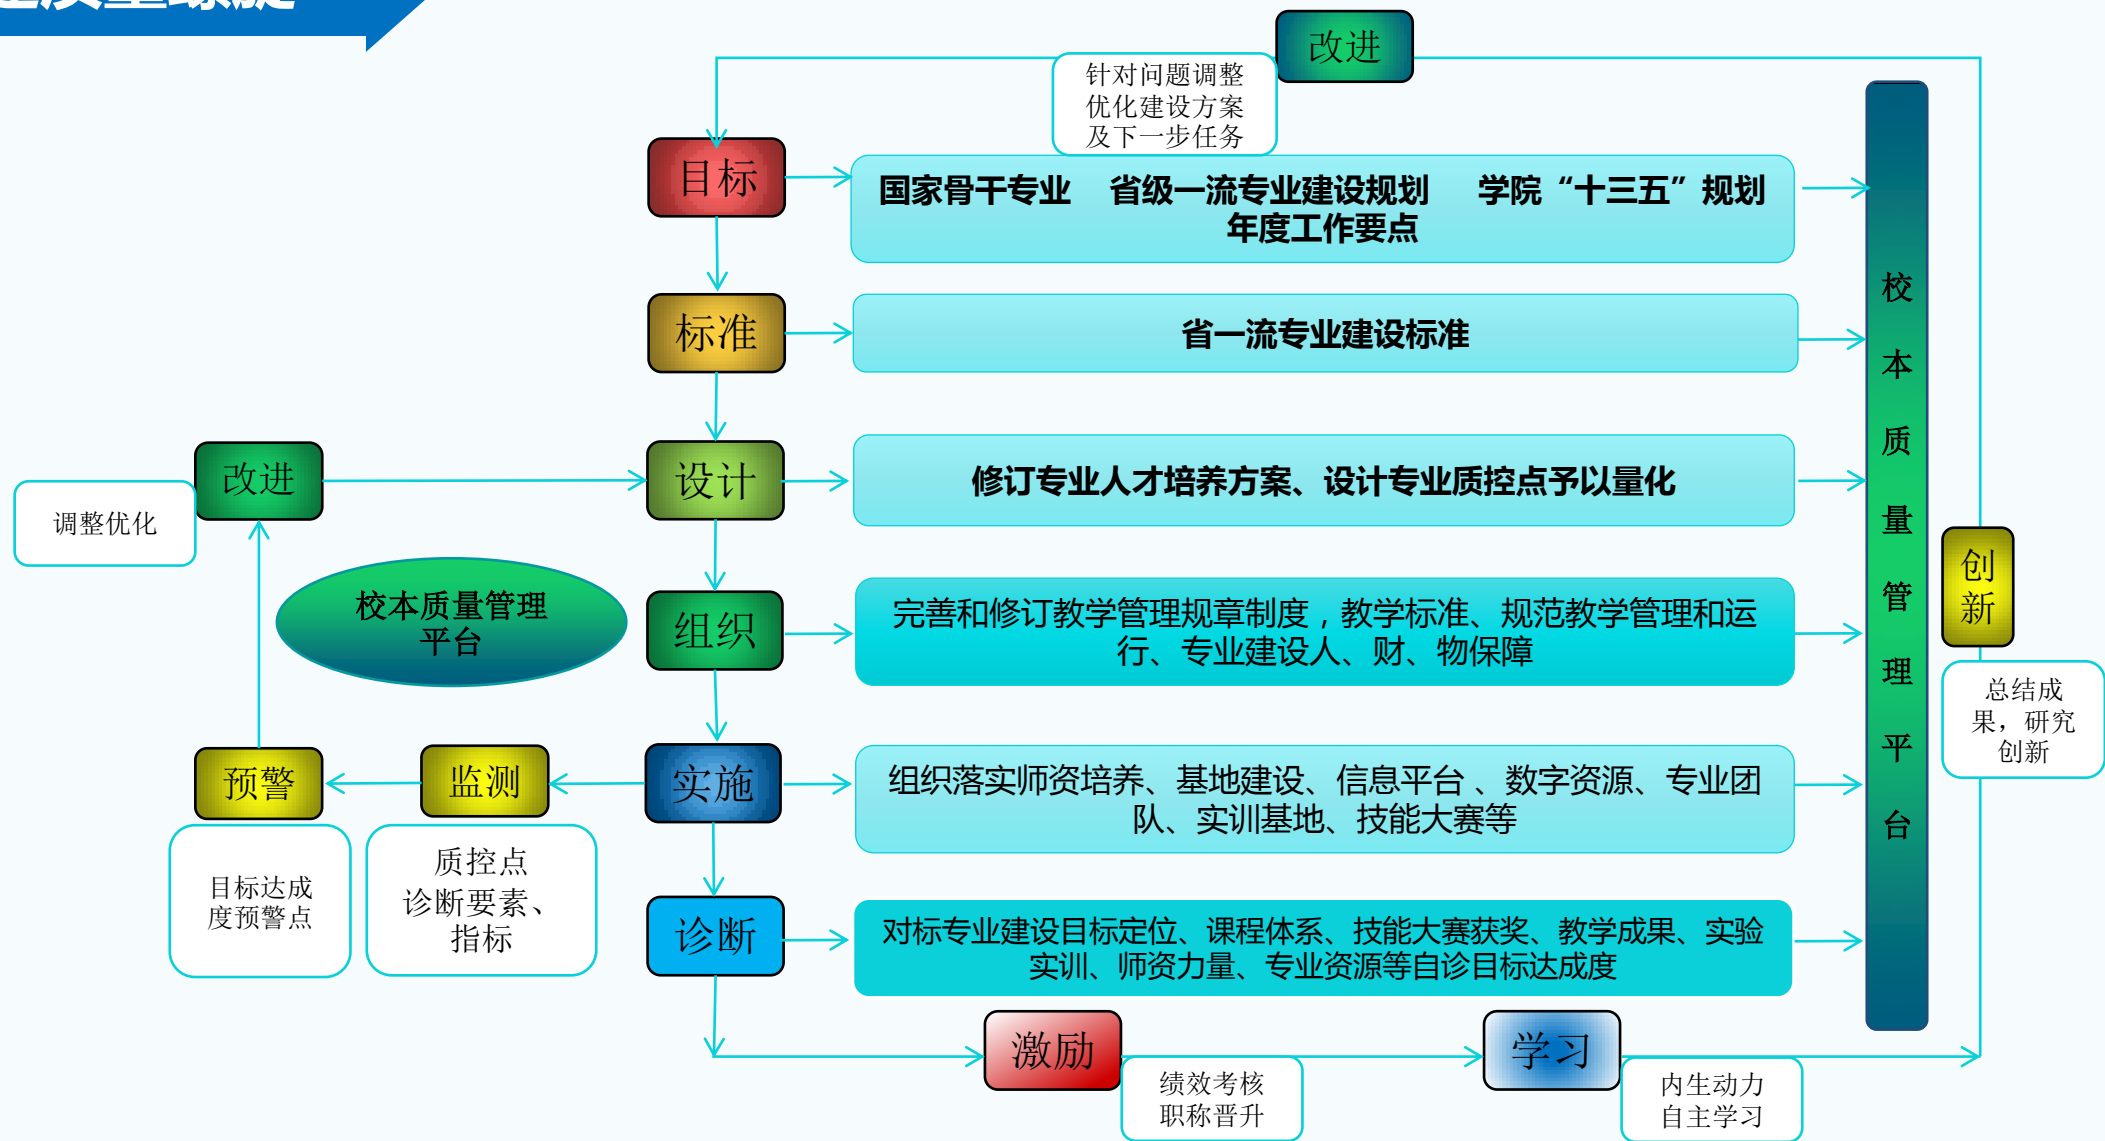 质量螺旋
改进
针对问题调整
优化建设方案
及下一步任务
目标
国家骨干专业 省级一流专业建设规划 学院“十三五”规划
年度工作要点
标准
省一流专业建设标准
改进
调整优化
设计
修订专业人才培养方案、设计专业质控点予以量化
校本质量管理
平台
组织
完善和修订教学管理规章制度，教学标准、规范教学管理和运
行、专业建设人、财、物保障
预警
监测
实施
组织落实师资培养、基地建设、信息平台 、数字资源、专业团
队、实训基地、技能大赛等
目标达成
度预警点
质控点
诊断要素、
指标
诊断
对标专业建设目标定位、课程体系、技能大赛获奖、教学成果、实验
实训、师资力量、专业资源等自诊目标达成度
激励
绩效考核
职称晋升
学习
内生动力
自主学习
校
本
质
量
管
理
平
台
创
新
总结成
果，研究
创新